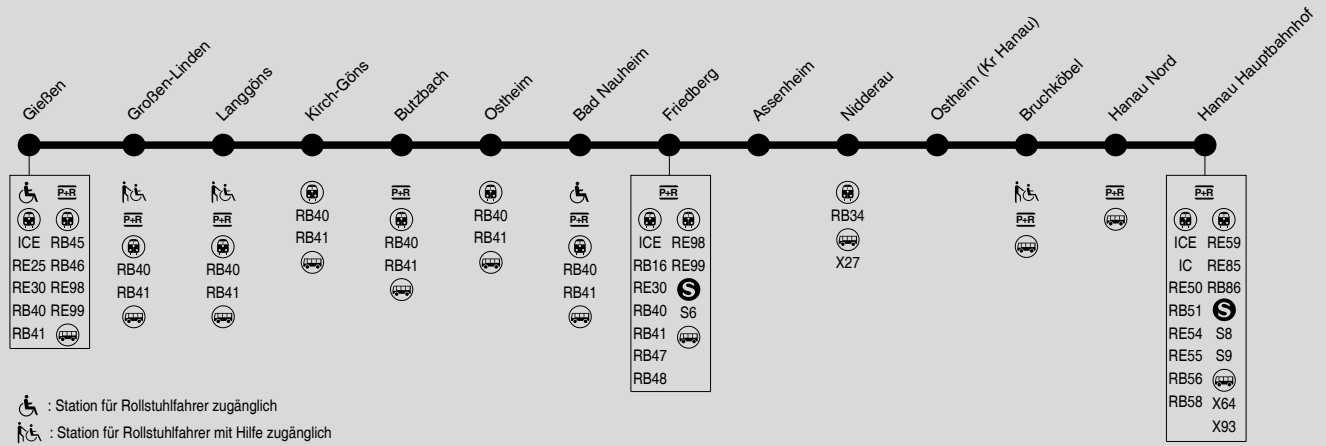 Gießen
Großen-Linden
Langgöns
Kirch-Göns
Butzbach
Ostheim
Bad Nauheim
Friedberg
Assenheim
Nidderau
Ostheim (Kr Hanau)
Bruchköbel
Hanau Nord
Hanau Hauptbahnhof
P+R
ICE RB45
RE25 RB46
RE30 RE98
RB40 RE99
RB41
P+R
RB40
RB41
P+R
RB40
RB41
RB40
RB41
P+R
RB40
RB41
RB40
RB41
P+R
RB40
RB41
P+R
ICE RE98
RB16 RE99
RE30 S
RB40 S6
RB41
RB47
RB48
RB34
X27
P+R
P+R
P+R
ICE RE59
IC RE85
RE50 RB86
RB51 S
RE54 S8
RE55 S9
RB56
RB58 X64
X93
: Station für Rollstuhlfahrer zugänglich
: Station für Rollstuhlfahrer mit Hilfe zugänglich